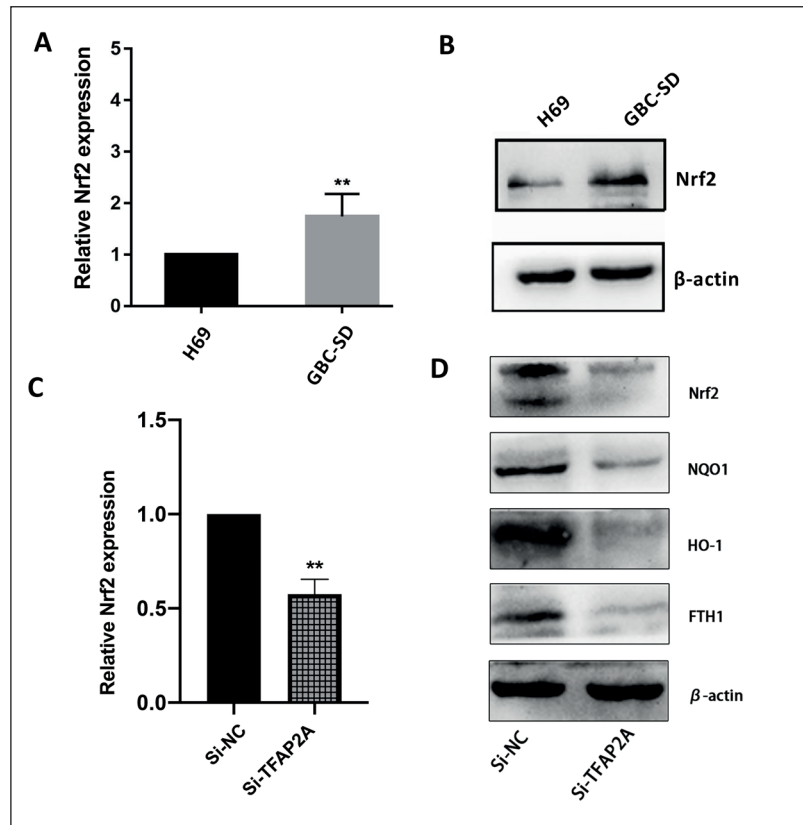 A
Relative Nrf2 expression
5
4
3
2
1
0
**
H69
GBC-SD
B
H69
GBC-SD
Nrf2
β-actin
C
Relative Nrf2 expression
1.5
1.0
0.5
0.0
**
Si-NC
Si-TFAP2A
D
Nrf2
NQO1
HO-1
FTH1
β-actin
Si-NC
Si-TFAP2A